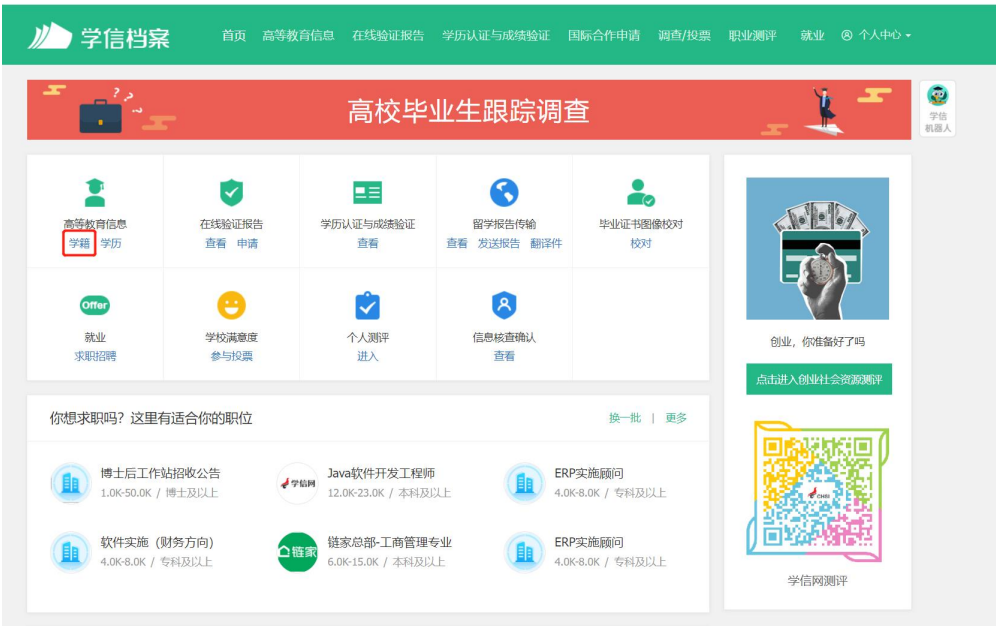 学信档案
首页 高等教育信息 在线验证报告 学历认证与成绩验证 国际合作申请 调查/投票 职业测评 就业 个人中心
? ? ?
高校毕业生跟踪调查
学信
机器人
高等教育信息 在线验证报告 学历认证与成绩验证 留学报告传输 毕业证书图像校对
学籍 学历 查看 申请 查看 查看 发送报告 翻译件 校对
Offer
就业 学校满意度 个人测评 信息核查确认
求职招聘 参与投票 进入 查看
创业,你准备好了吗
点击进入创业社会资源测评
你想求职吗?这里有适合你的职位 换一批 | 更多
博士后工作站招收公告
1.0K-50.0K / 博士及以上
学信网
Java软件开发工程师
12.0K-23.0K / 本科及以上
ERP实施顾问
4.0K-8.0K / 专科及以上
软件实施(财务方向)
4.0K-8.0K / 专科及以上
链家
链家总部-工商管理专业
6.0K-15.0K / 本科及以上
ERP实施顾问
4.0K-8.0K / 专科及以上
CHSI
学信网测评